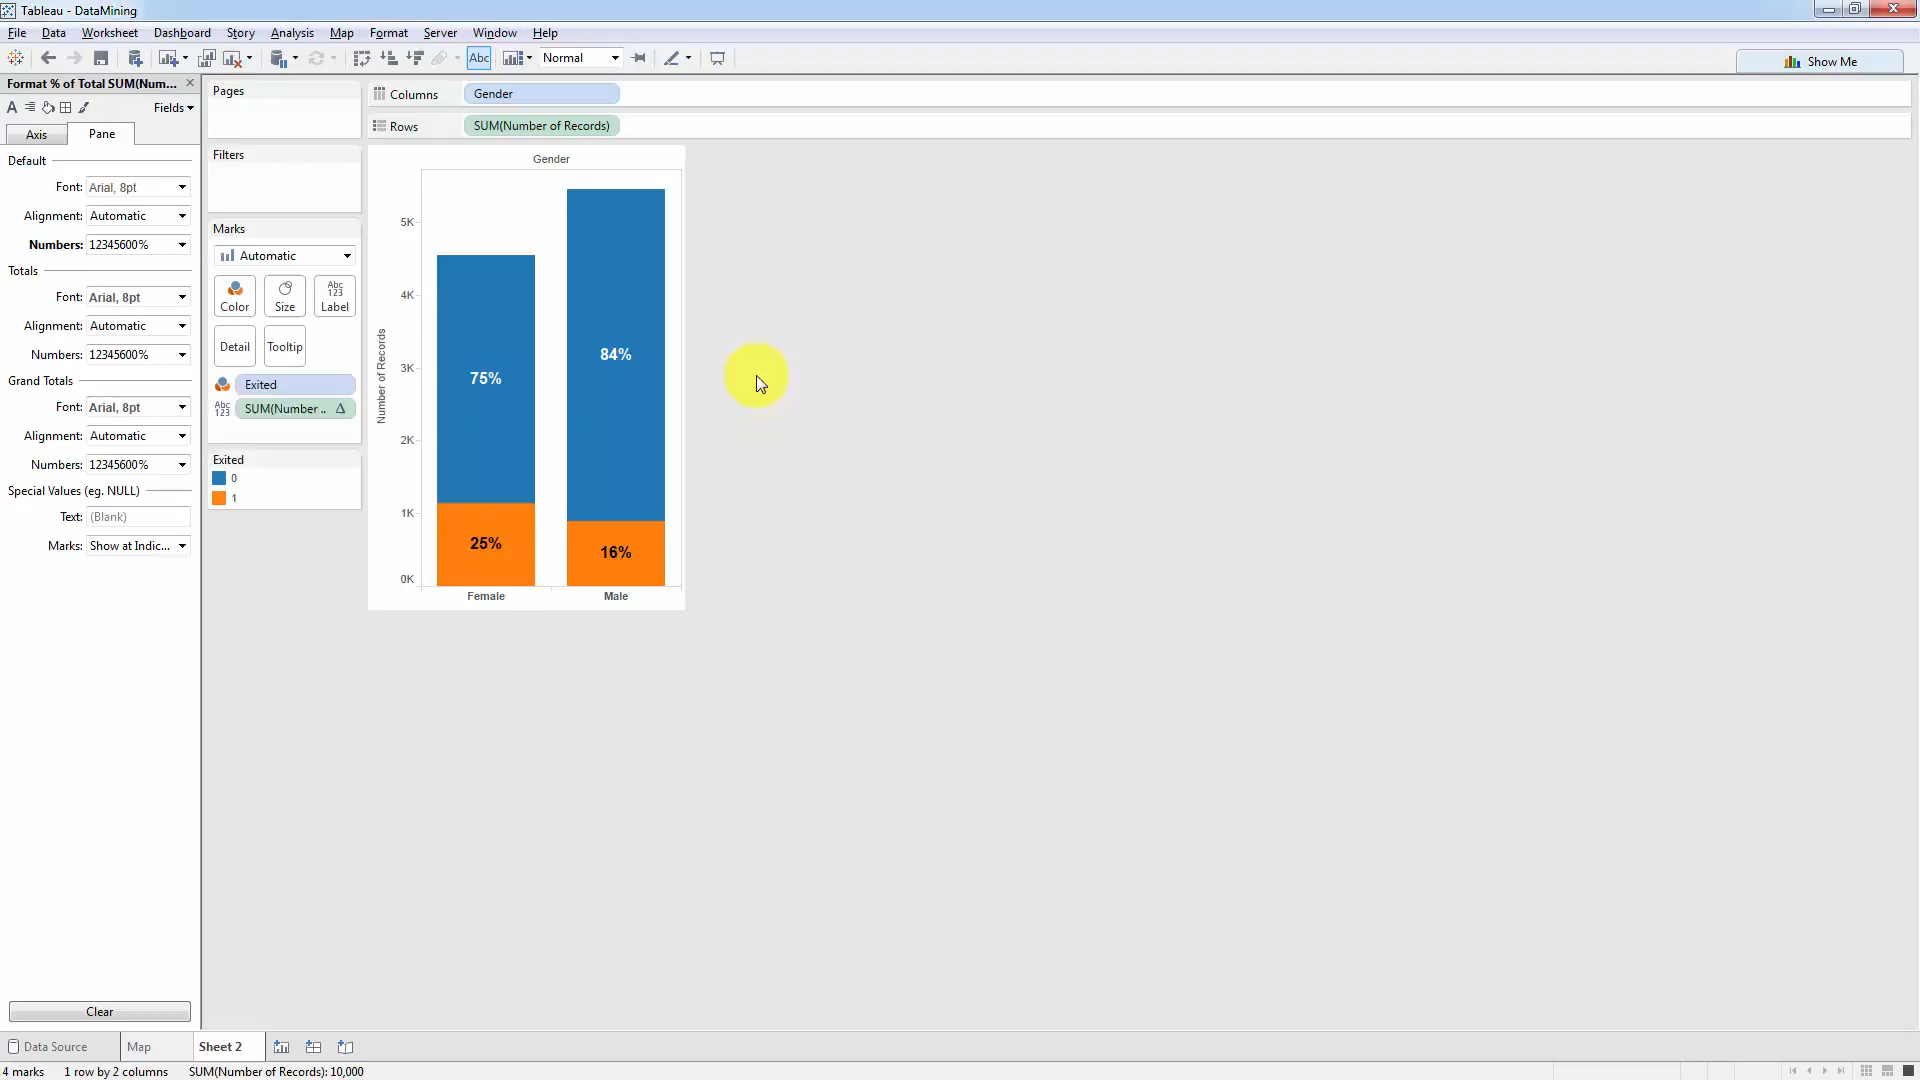 Tableau - DataMining
File Data Worksheet Dashboard Story Analysis Map Format Server Window Help
Abc Normal Show Me
Format % of Total SUM(Num...
Fields
Axis Pane
Default
Font: Arial, 8pt
Alignment: Automatic
Numbers: 12345600%
Totals
Font: Arial, 8pt
Alignment: Automatic
Numbers: 12345600%
Grand Totals
Font: Arial, 8pt
Alignment: Automatic
Numbers: 12345600%
Special Values (eg. NULL)
Text: (Blank)
Marks: Show at Indic...
Clear
Pages
Filters
Marks
Automatic
Color Size Abc 123 Label
Detail Tooltip
Exited
Abc 123 SUM(Number .. Δ
Exited
0
1
Columns Gender
Rows SUM(Number of Records)
Gender
Number of Records
5K
4K
3K
2K
1K
0K
75%
84%
25%
16%
Female Male
Data Source Map Sheet 2
4 marks 1 row by 2 columns SUM(Number of Records): 10,000